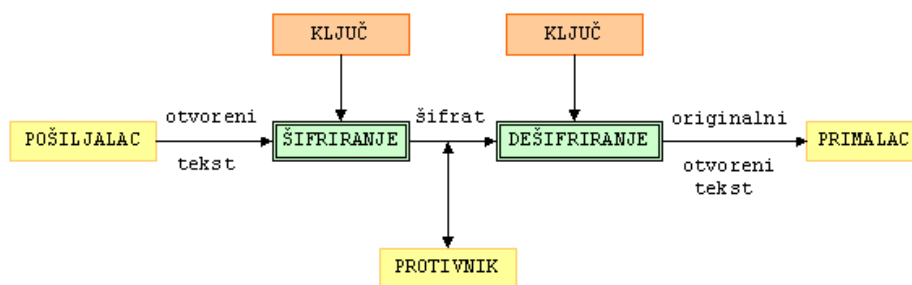 KLJUČ
KLJUČ
POŠILJALAC
otvoreni
tekst
ŠIFRIRANJE
šifrat
DEŠIFRIRANJE
originalni
otvoreni
tekst
PRIMALAC
PROTIVNIK